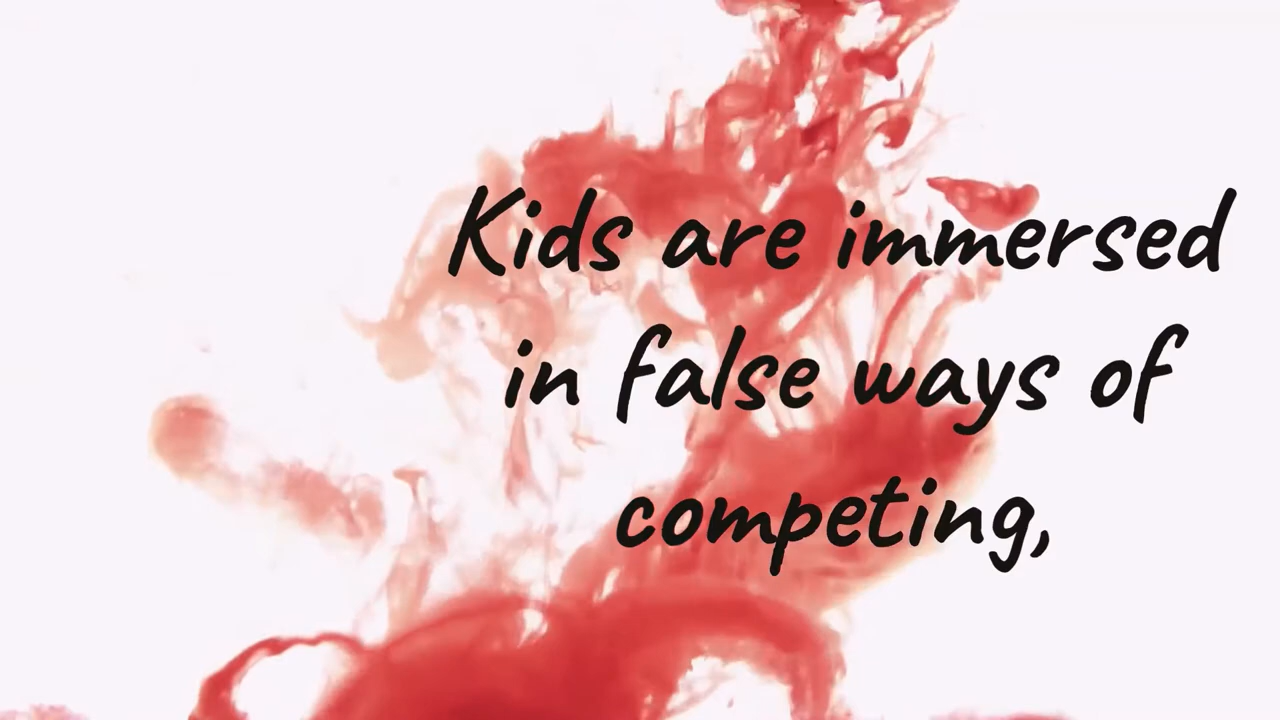 Kids are immersed
in false ways of
competing,